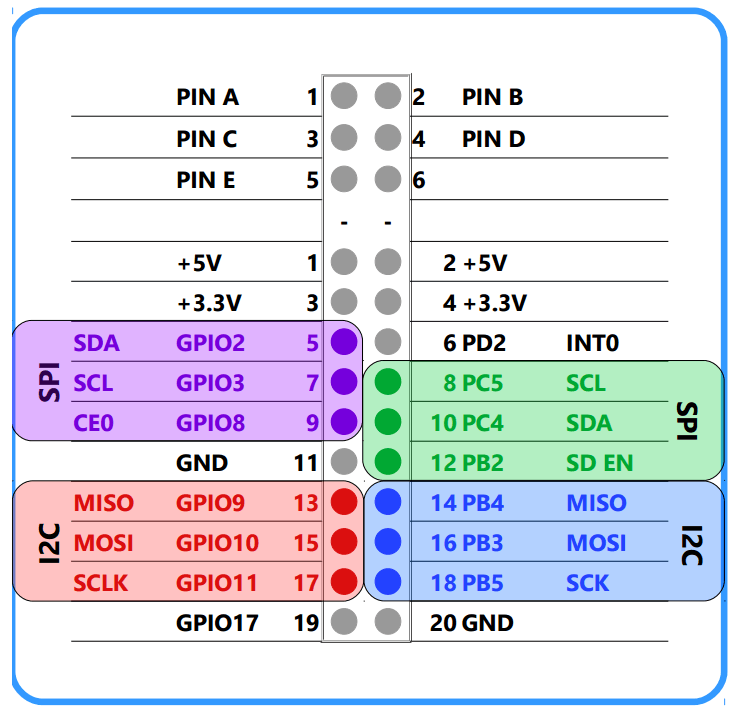 PIN A 1 2 PIN B
PIN C 3 4 PIN D
PIN E 5 6
- -
+5V 1 2 +5V
+3.3V 3 4 +3.3V
SPI
SDA GPIO2 5 6 PD2 INT0
SCL GPIO3 7 8 PC5 SCL
CE0 GPIO8 9 10 PC4 SDA
SPI
GND 11 12 PB2 SD EN
I2C
MISO GPIO9 13 14 PB4 MISO
MOSI GPIO10 15 16 PB3 MOSI
I2C
SCLK GPIO11 17 18 PB5 SCK
GPIO17 19 20 GND